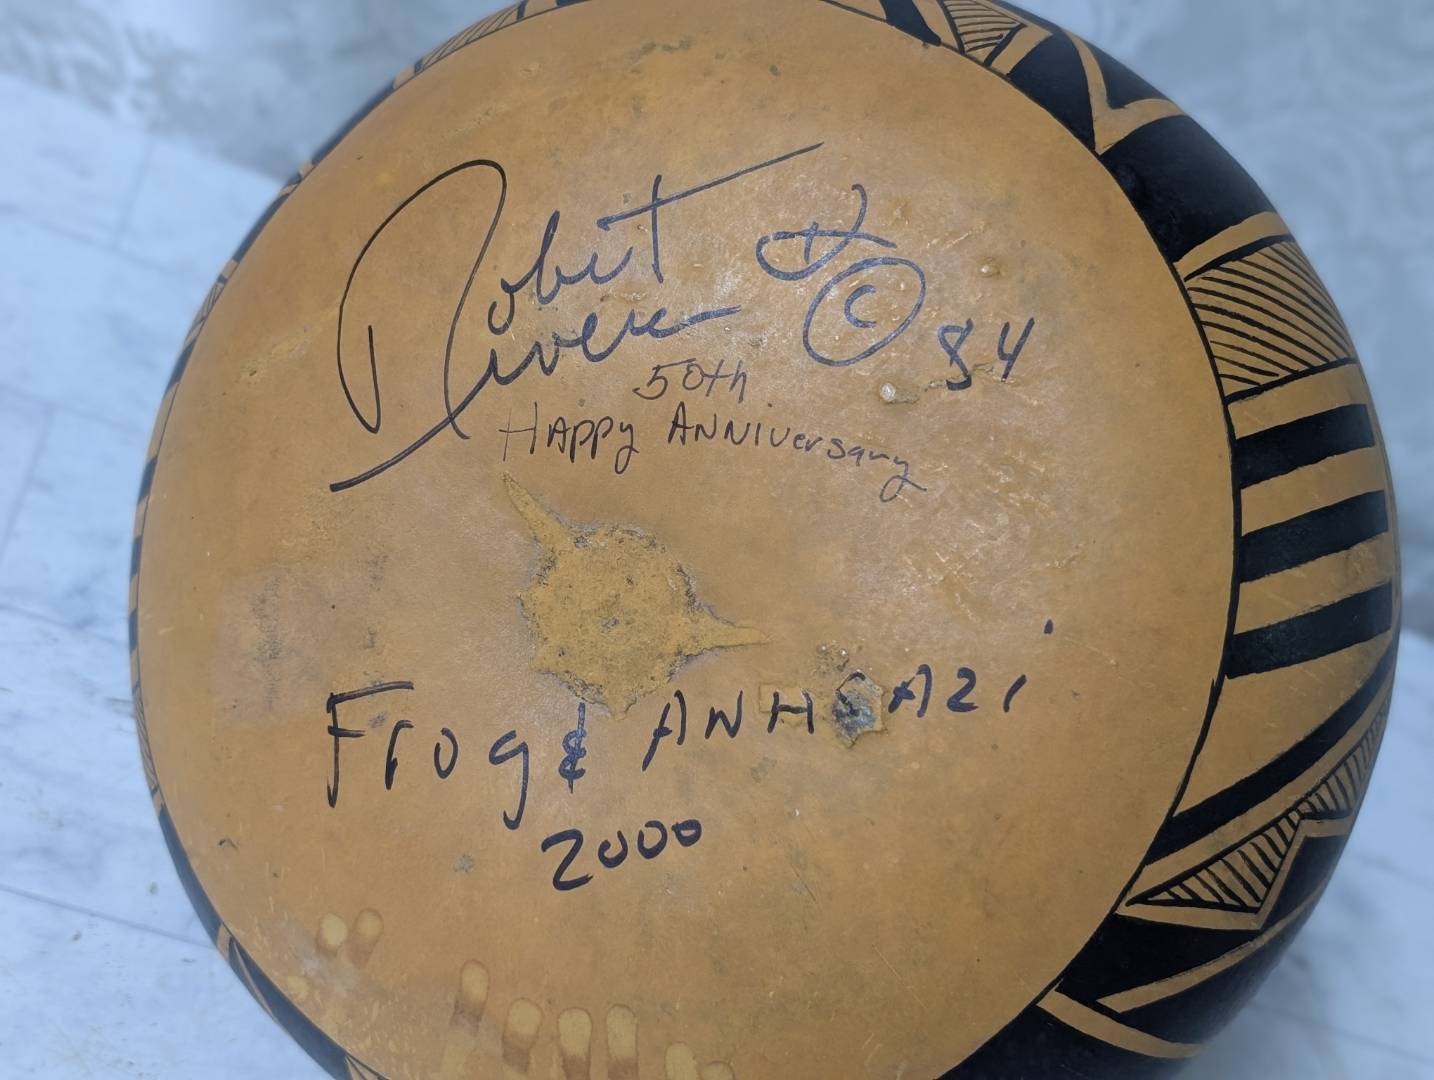 Robert
Rivera © 84
50th
Happy Anniversary
Frog & ANHSAZi
2000